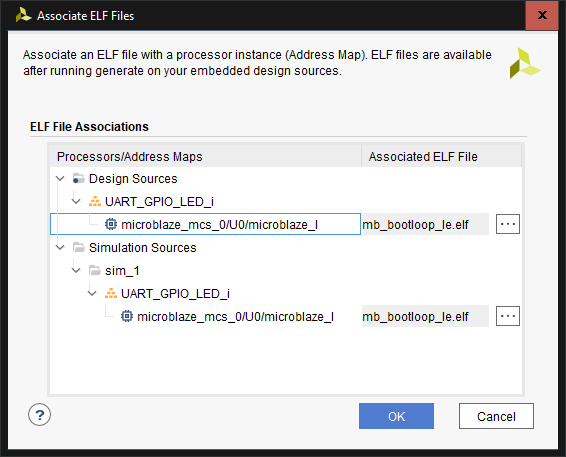 Associate ELF Files
Associate an ELF file with a processor instance (Address Map). ELF files are available
after running generate on your embedded design sources.
ELF File Associations
Processors/Address Maps Associated ELF File
Design Sources
UART_GPIO_LED_i
microblaze_mcs_0/U0/microblaze_I mb_bootloop_le.elf ...
Simulation Sources
sim_1
UART_GPIO_LED_i
microblaze_mcs_0/U0/microblaze_I mb_bootloop_le.elf ...
? OK Cancel